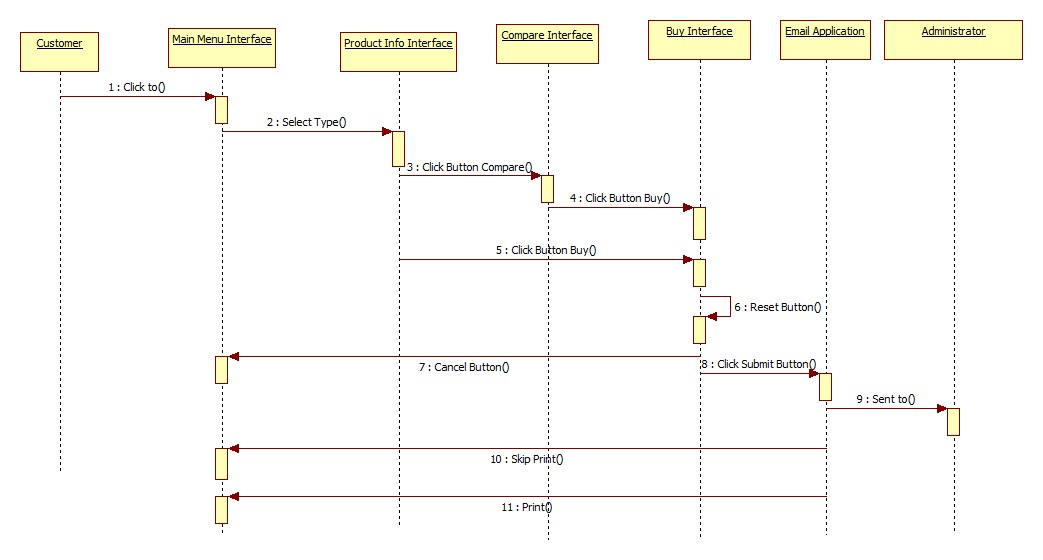 Customer
Main Menu Interface
Product Info Interface
Compare Interface
Buy Interface
Email Application
Administrator
1 : Click to()
2 : Select Type()
3 : Click Button Compare()
4 : Click Button Buy()
5 : Click Button Buy()
6 : Reset Button()
7 : Cancel Button()
8 : Click Submit Button()
9 : Sent to()
10 : Skip Print()
11 : Print()